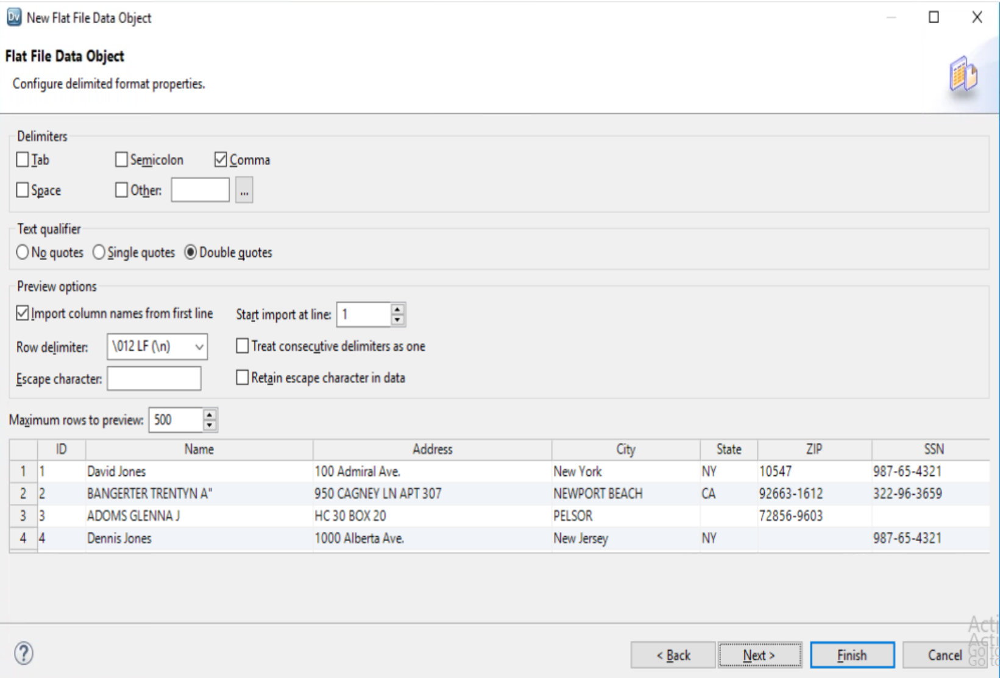 New Flat File Data Object
Flat File Data Object
Configure delimited format properties.
Delimiters
Tab Semicolon Comma
Space Other: ...
Text qualifier
No quotes Single quotes Double quotes
Preview options
Import column names from first line Start import at line: 1
Row delimiter: \012 LF (\n) Treat consecutive delimiters as one
Escape character: Retain escape character in data
Maximum rows to preview: 500
ID Name Address City State ZIP SSN
1 1 David Jones 100 Admiral Ave. New York NY 10547 987-65-4321
2 2 BANGERTER TRENTYN A" 950 CAGNEY LN APT 307 NEWPORT BEACH CA 92663-1612 322-96-3659
3 3 ADOMS GLENNA J HC 30 BOX 20 PELSOR 72856-9603
4 4 Dennis Jones 1000 Alberta Ave. New Jersey NY 987-65-4321
? < Back Next > Finish Cancel